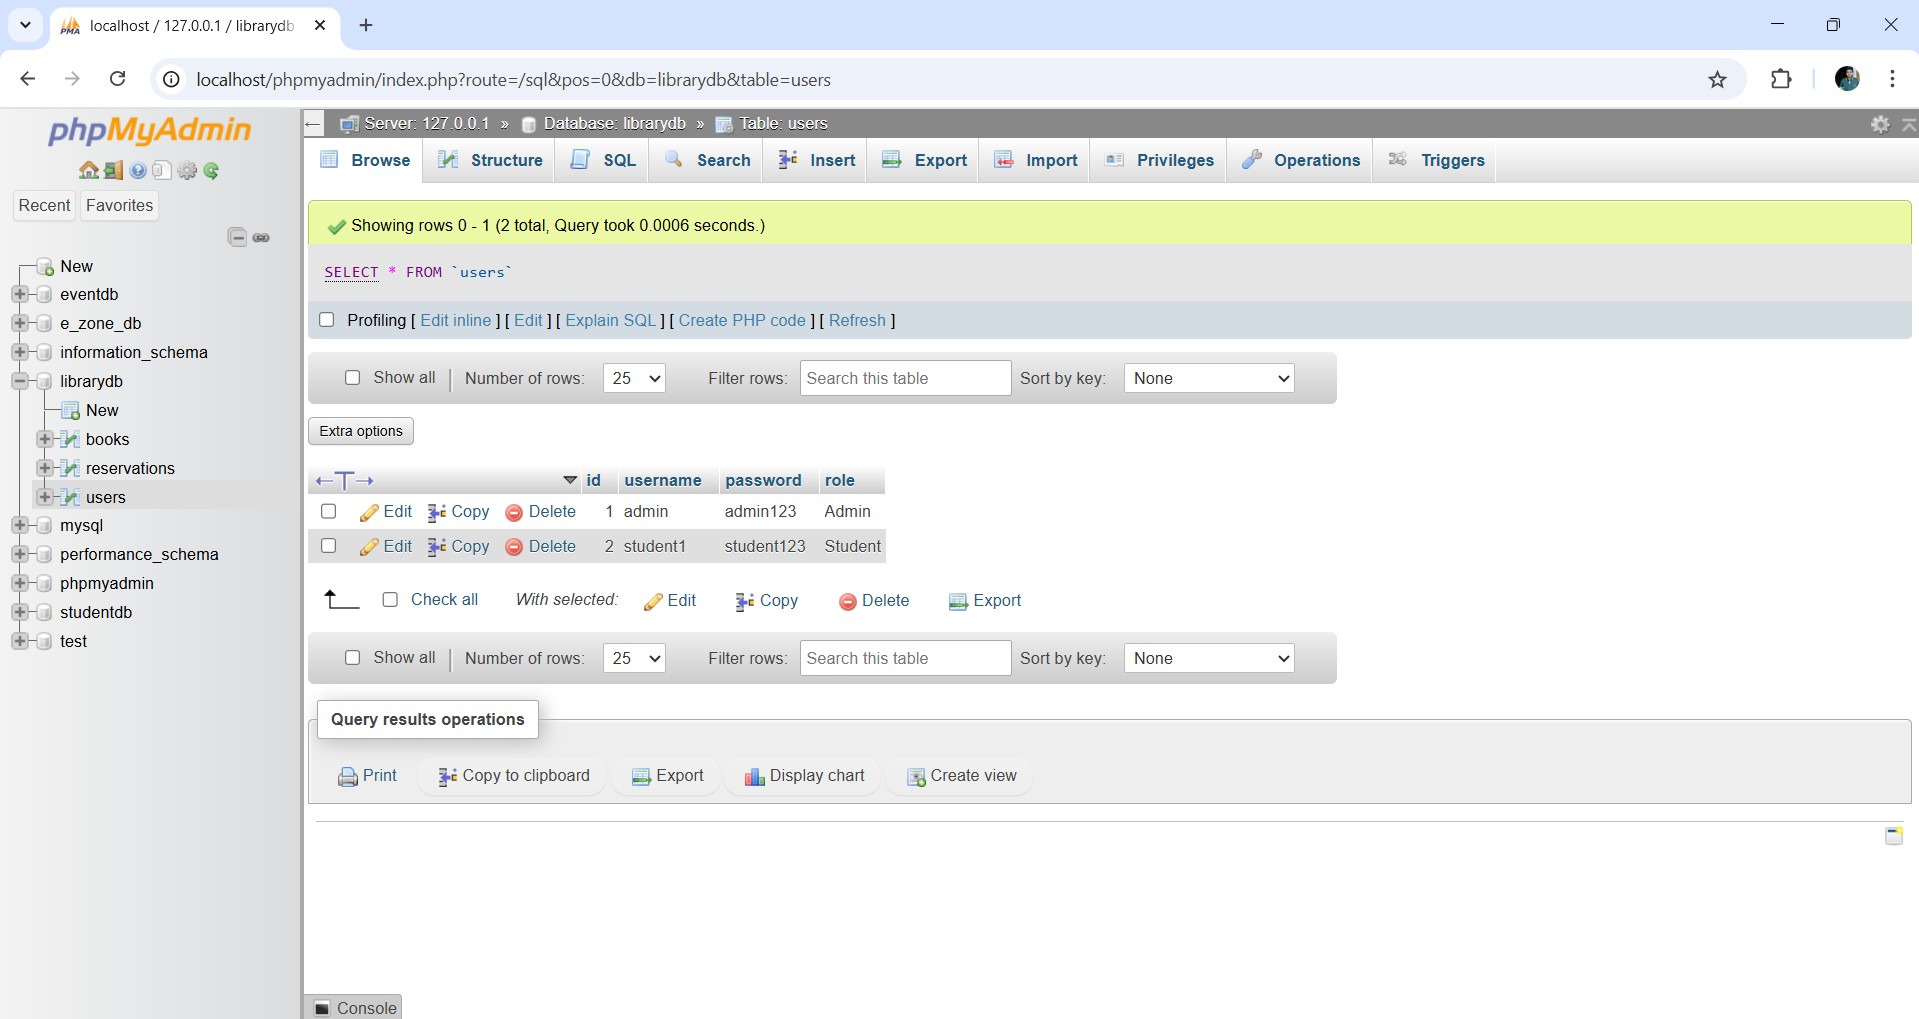 localhost / 127.0.0.1 / librarydb
localhost/phpmyadmin/index.php?route=/sql&pos=0&db=librarydb&table=users
phpMyAdmin
Recent Favorites
New
eventdb
e_zone_db
information_schema
librarydb
New
books
reservations
users
mysql
performance_schema
phpmyadmin
studentdb
test
Server: 127.0.0.1 » Database: librarydb » Table: users
Browse Structure SQL Search Insert Export Import Privileges Operations Triggers
Showing rows 0 - 1 (2 total, Query took 0.0006 seconds.)
SELECT * FROM `users`
Profiling [ Edit inline ] [ Edit ] [ Explain SQL ] [ Create PHP code ] [ Refresh ]
Show all Number of rows: 25 Filter rows: Search this table Sort by key: None
Extra options
id username password role
Edit Copy Delete 1 admin admin123 Admin
Edit Copy Delete 2 student1 student123 Student
Check all With selected: Edit Copy Delete Export
Show all Number of rows: 25 Filter rows: Search this table Sort by key: None
Query results operations
Print Copy to clipboard Export Display chart Create view
Console